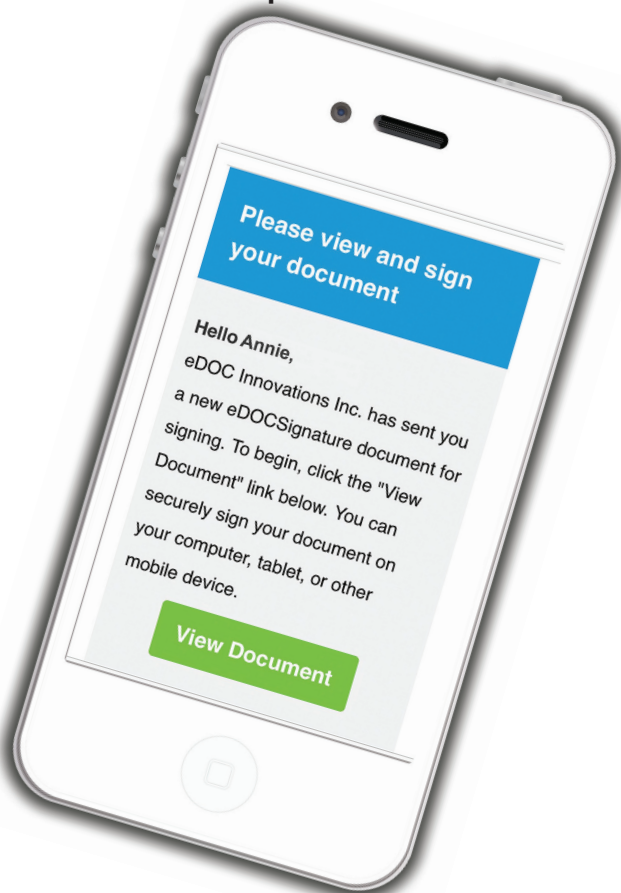 Please view and sign
your document
Hello Annie,
eDOC Innovations Inc. has sent you
a new eDOCSignature document for
signing. To begin, click the "View
Document" link below. You can
securely sign your document on
your computer, tablet, or other
mobile device.
View Document